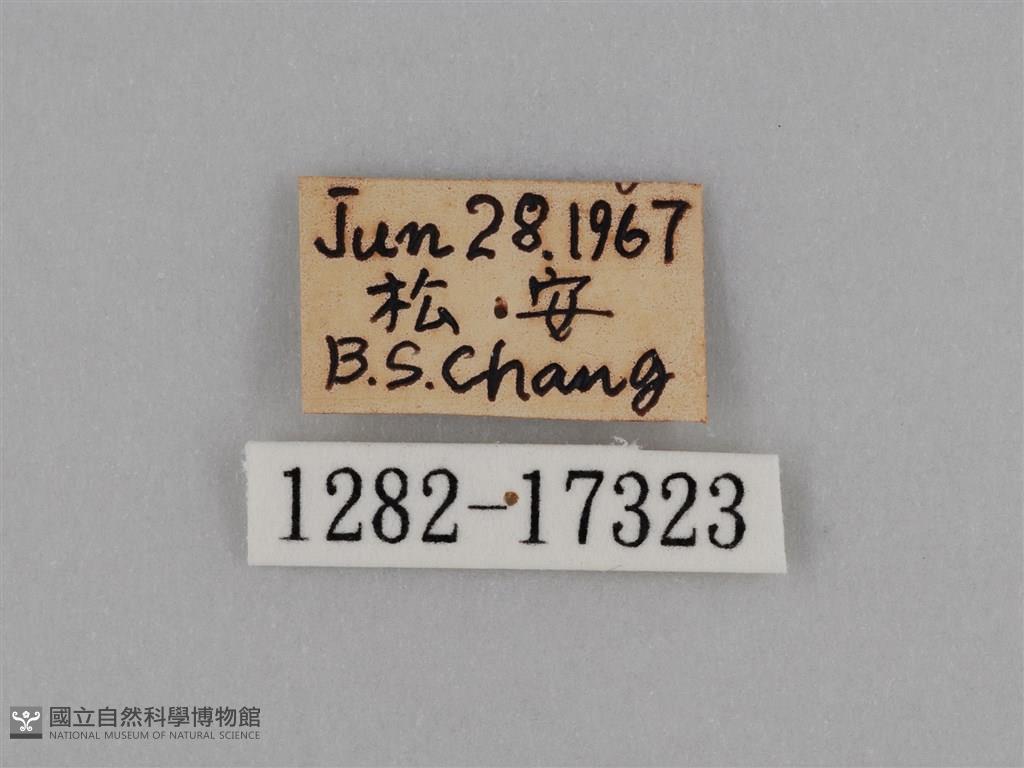 Jun 28.1967
松·安
B.S.Chang
1282-17323
國立自然科學博物館
NATIONAL MUSEUM OF NATURAL SCIENCE